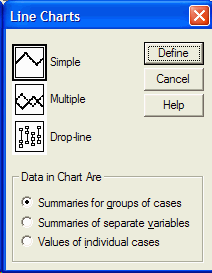 Line Charts
Simple
Define
Cancel
Multiple
Help
Drop-line
Data in Chart Are
Summaries for groups of cases
Summaries of separate variables
Values of individual cases